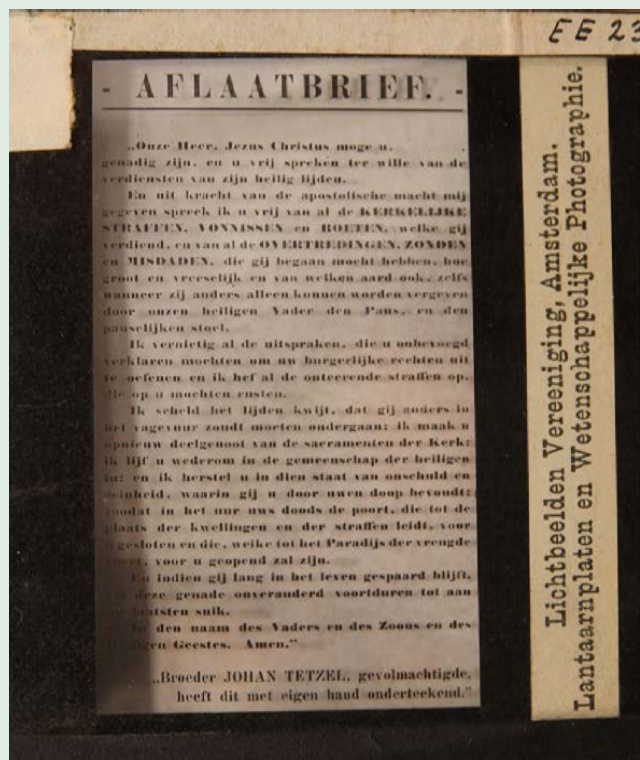 EE 23
- AFLAATBRIEF. -
„Onze Heer, Jezus Christus moge u,
genadig zijn, en u vrij spreken ter wille van de
verdiensten van zijn heilig lijden.
En uit kracht van de apostolische macht mij
gegeven spreek ik u vrij van al de KERKELIJKE
STRAFFEN, VONNISSEN en BOETEN, welke gij
verdiend, en van al de OVERTREDINGEN, ZONDEN
en MISDADEN, die gij begaan mocht hebben, hoe
groot en vreeselijk en van welken aard ook, zelfs
wanneer zij anders alleen kunnen worden vergeven
door onzen heiligen Vader den Paus, en den
pauselijken stoel.
Ik vernietig al de uitspraken, die u onbevoegd
verklaren mochten om uw burgerlijke rechten uit
te oefenen en ik hef al de onteerende straffen op,
die op u mochten rusten.
Ik scheld het lijden kwijt, dat gij anders in
het vagevuur zoudt moeten ondergaan; ik maak u
opnieuw deelgenoot van de sacramenten der Kerk;
ik lijf u wederom in de gemeenschap der heiligen
in; en ik herstel u in dien staat van onschuld en
reinheid, waarin gij u door uwen doop bevondt;
zoodat in het uur uws doods de poort, die tot de
plaats der kwellingen en der straffen leidt, voor
u gesloten en die, welke tot het Paradijs der vreugde
voert, voor u geopend zal zijn.
En indien gij lang in het leven gespaard blijft,
zal deze genade onveranderd voortduren tot aan
uw laatsten snik.
In den naam des Vaders en des Zoons en des
Heiligen Geestes. Amen."
„Broeder JOHAN TETZEL, gevolmachtigde,
heeft dit met eigen hand onderteekend."
Lichtbeelden Vereeniging, Amsterdam.
Lantaarnplaten en Wetenschappelijke Photographie.